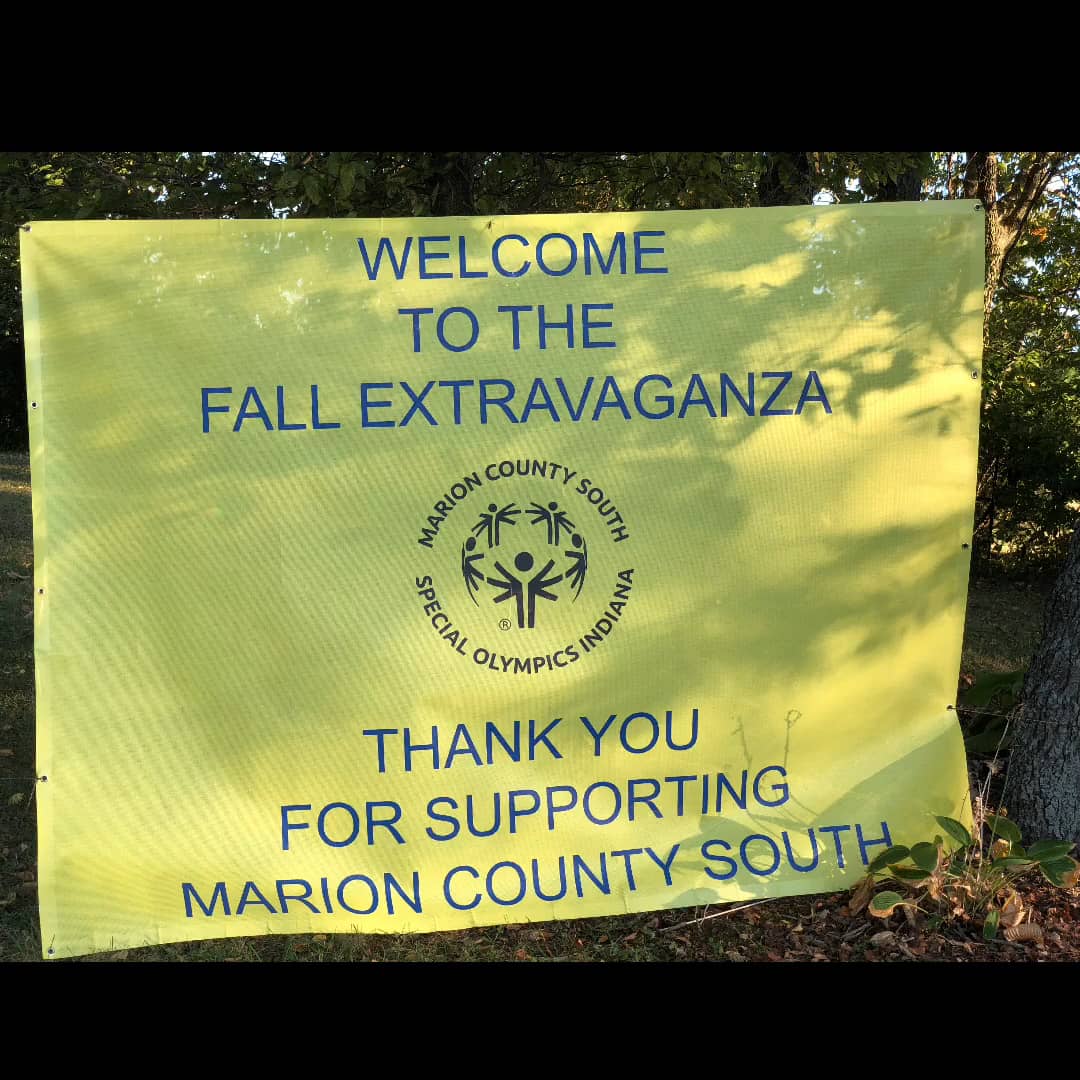 WELCOME
TO THE
FALL EXTRAVAGANZA
MARION COUNTY SOUTH
®
SPECIAL OLYMPICS INDIANA
THANK YOU
FOR SUPPORTING
MARION COUNTY SOUTH